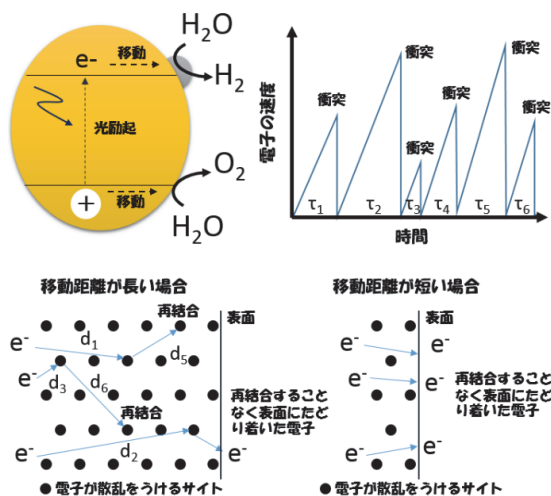 H2O
e-
移動
H2
光励起
O2
+
移動
H2O
電子の速度
衝突
衝突
衝突
衝突
衝突
衝突
τ1
τ2
τ3
τ4
τ5
τ6
時間
移動距離が長い場合
再結合
表面
e-
d1
d5
e-
d3
d6
再結合することなく表面にたどり着いた電子
再結合
e-
d2
e-
●電子が散乱をうけるサイト
移動距離が短い場合
表面
e-
e-
e-
e-
再結合すること
なく表面にたど
り着いた電子
e-
e-
●電子が散乱をうけるサイト